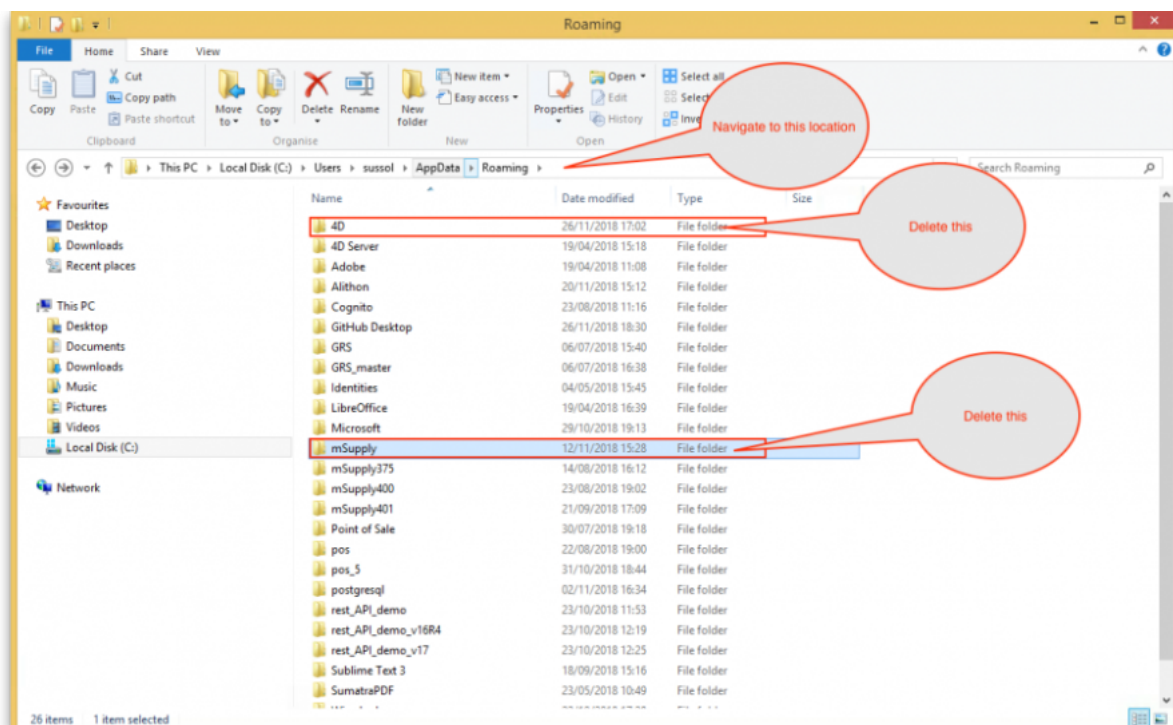 Roaming
File Home Share View
Copy
Paste
Cut
Copy path
Paste shortcut
Clipboard
Move to
Copy to
Delete
Rename
Organise
New folder
New item
Easy access
New
Properties
Open
Edit
History
Open
Select all
Select
Inve
Navigate to this location
This PC Local Disk (C:) Users sussol AppData Roaming
Search Roaming
Favourites
Desktop
Downloads
Recent places
This PC
Desktop
Documents
Downloads
Music
Pictures
Videos
Local Disk (C:)
Network
Name Date modified Type Size
4D 26/11/2018 17:02 File folder
Delete this
4D Server 19/04/2018 15:18 File folder
Adobe 19/04/2018 11:08 File folder
Alithon 20/11/2018 15:12 File folder
Cognito 23/08/2018 11:16 File folder
GitHub Desktop 26/11/2018 18:30 File folder
GRS 06/07/2018 15:40 File folder
GRS_master 06/07/2018 16:38 File folder
Identities 04/05/2018 15:45 File folder
LibreOffice 19/04/2018 16:39 File folder
Microsoft 29/10/2018 19:13 File folder
Delete this
mSupply 12/11/2018 15:28 File folder
mSupply375 14/08/2018 16:12 File folder
mSupply400 23/08/2018 19:02 File folder
mSupply401 21/09/2018 17:09 File folder
Point of Sale 30/07/2018 19:18 File folder
pos 22/08/2018 19:00 File folder
pos_5 31/10/2018 18:44 File folder
postgresql 02/11/2018 16:34 File folder
rest_API_demo 23/10/2018 11:53 File folder
rest_API_demo_v16R4 23/10/2018 12:19 File folder
rest_API_demo_v17 23/10/2018 12:25 File folder
Sublime Text 3 18/09/2018 15:16 File folder
SumatraPDF 23/05/2018 10:49 File folder
26 items 1 item selected